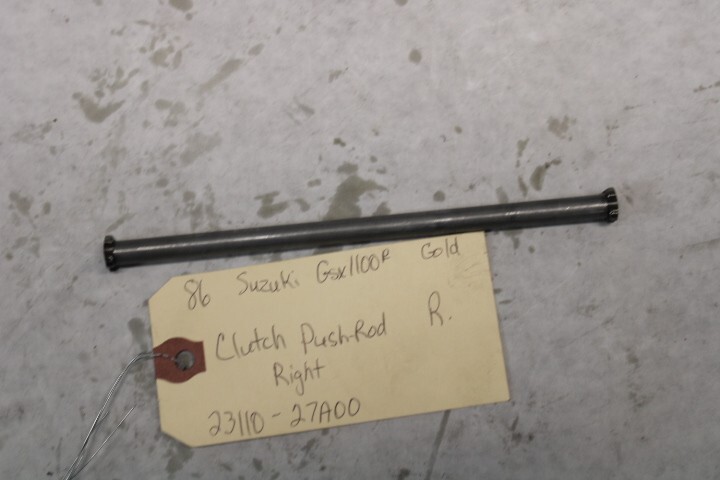 86 Suzuki Gsx1100R Gold
Clutch Push-Rod R.
Right
23110-27A00